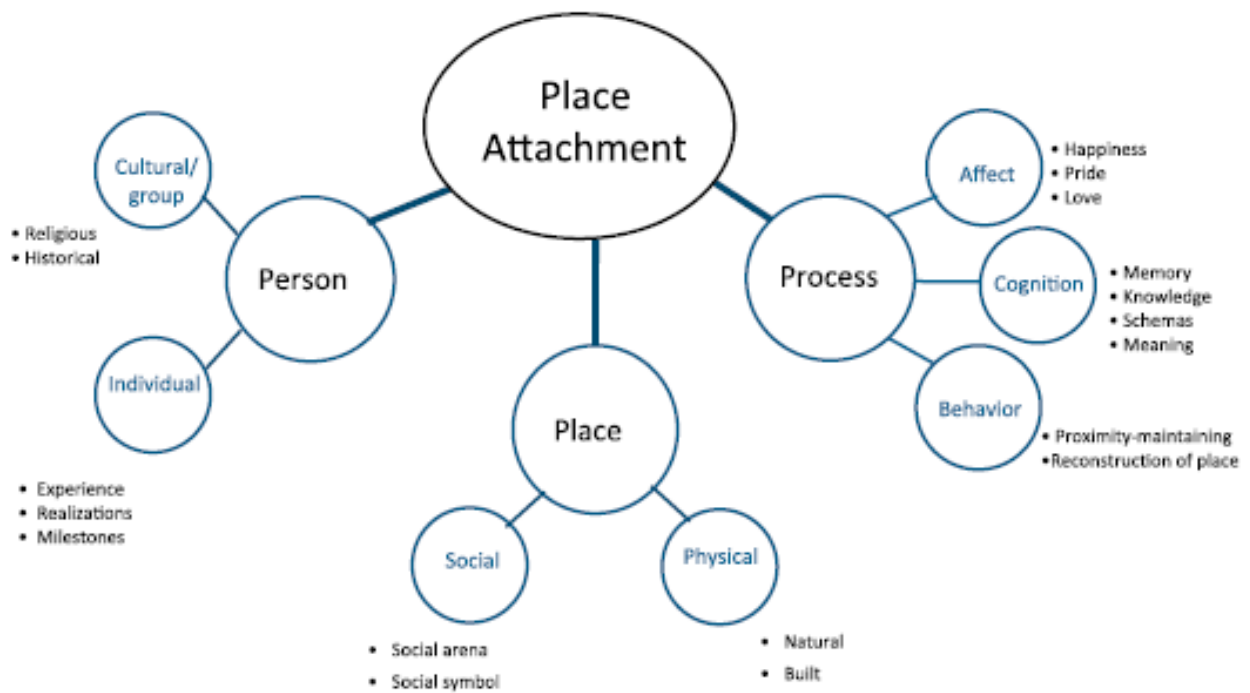 Place
Attachment
Cultural/
group
• Religious
• Historical
Person
Individual
• Experience
• Realizations
• Milestones
Place
Social
• Social arena
• Social symbol
Physical
• Natural
• Built
Process
Affect
• Happiness
• Pride
• Love
Cognition
• Memory
• Knowledge
• Schemas
• Meaning
Behavior
• Proximity-maintaining
•Reconstruction of place